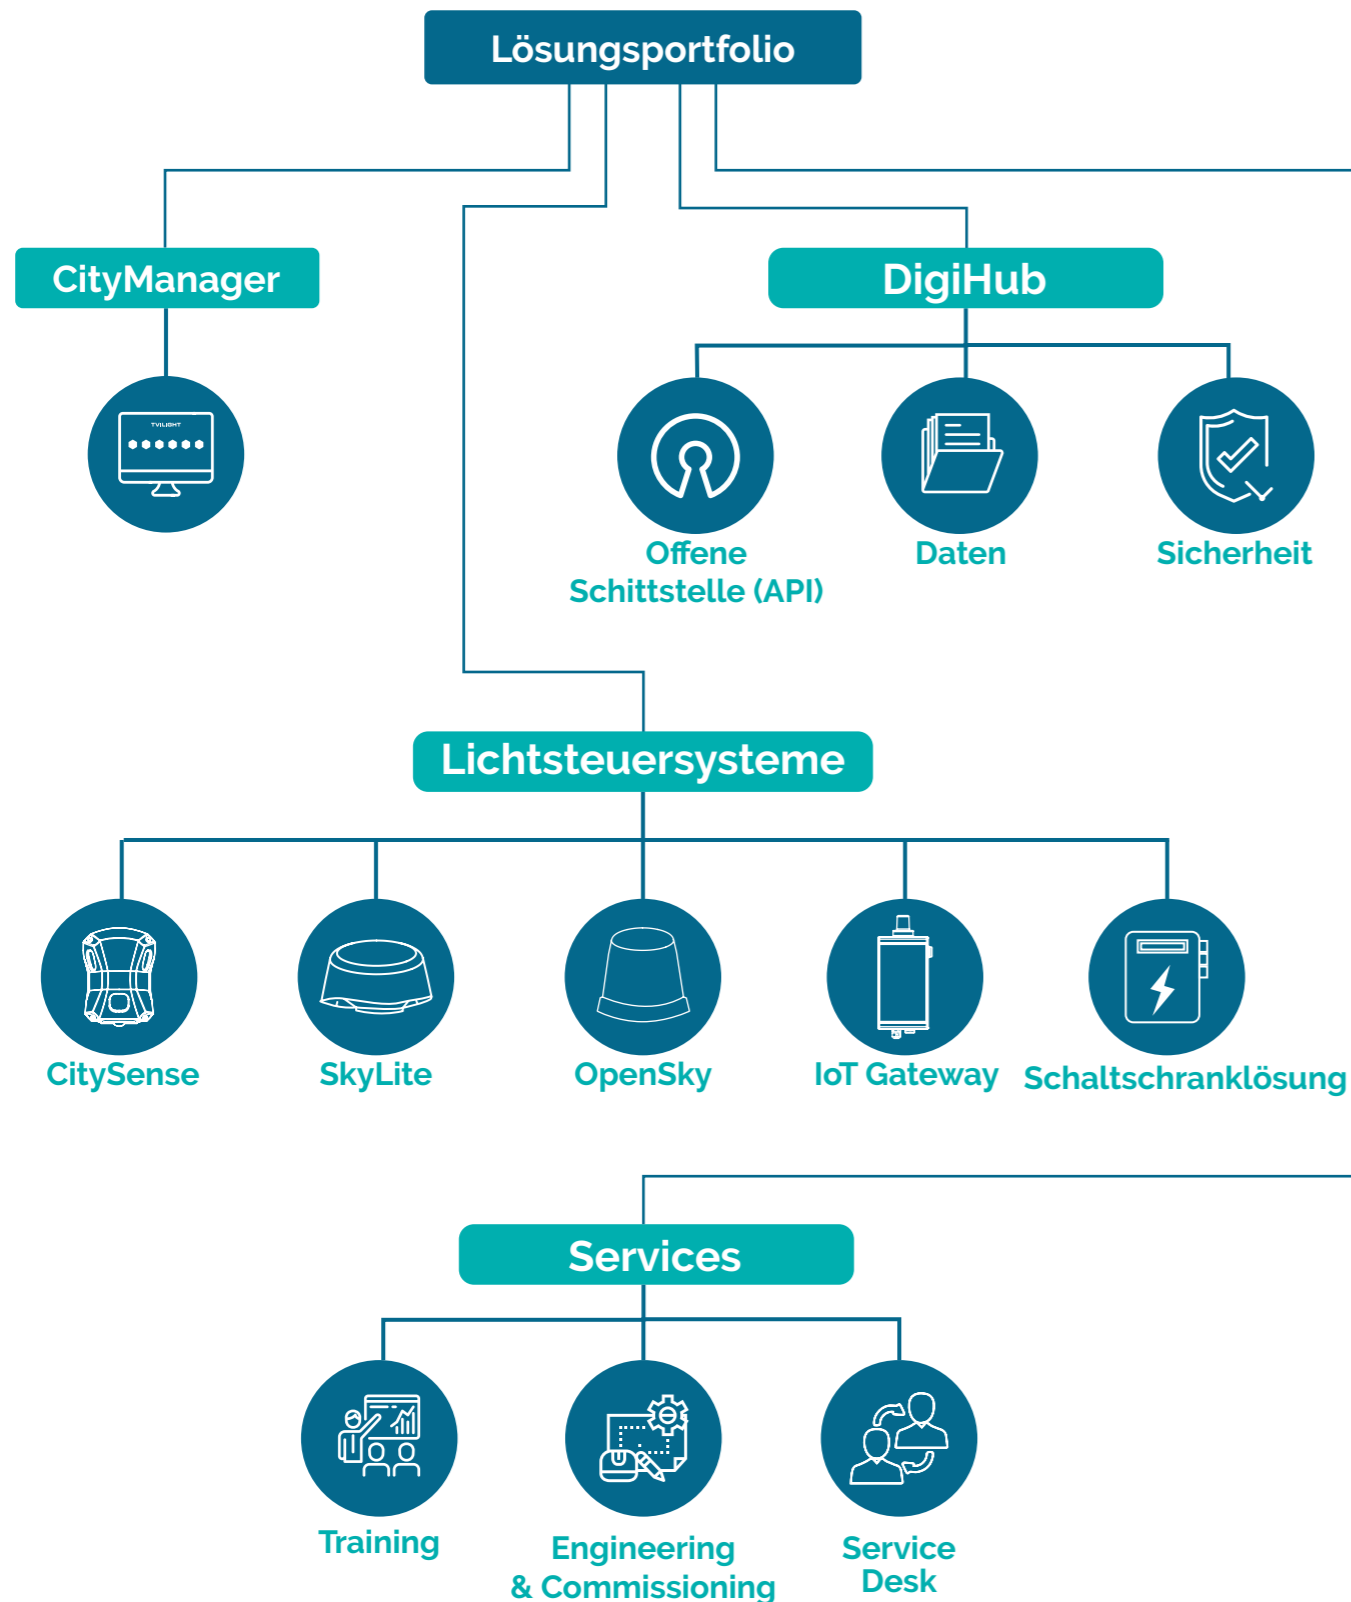 Lösungsportfolio
CityManager
TVILIGHT
DigiHub
Offene
Schittstelle (API)
Daten
Sicherheit
Lichtsteuersysteme
CitySense
SkyLite
OpenSky
IoT Gateway
Schaltschranklösung
Services
Training
Engineering
& Commissioning
Service
Desk